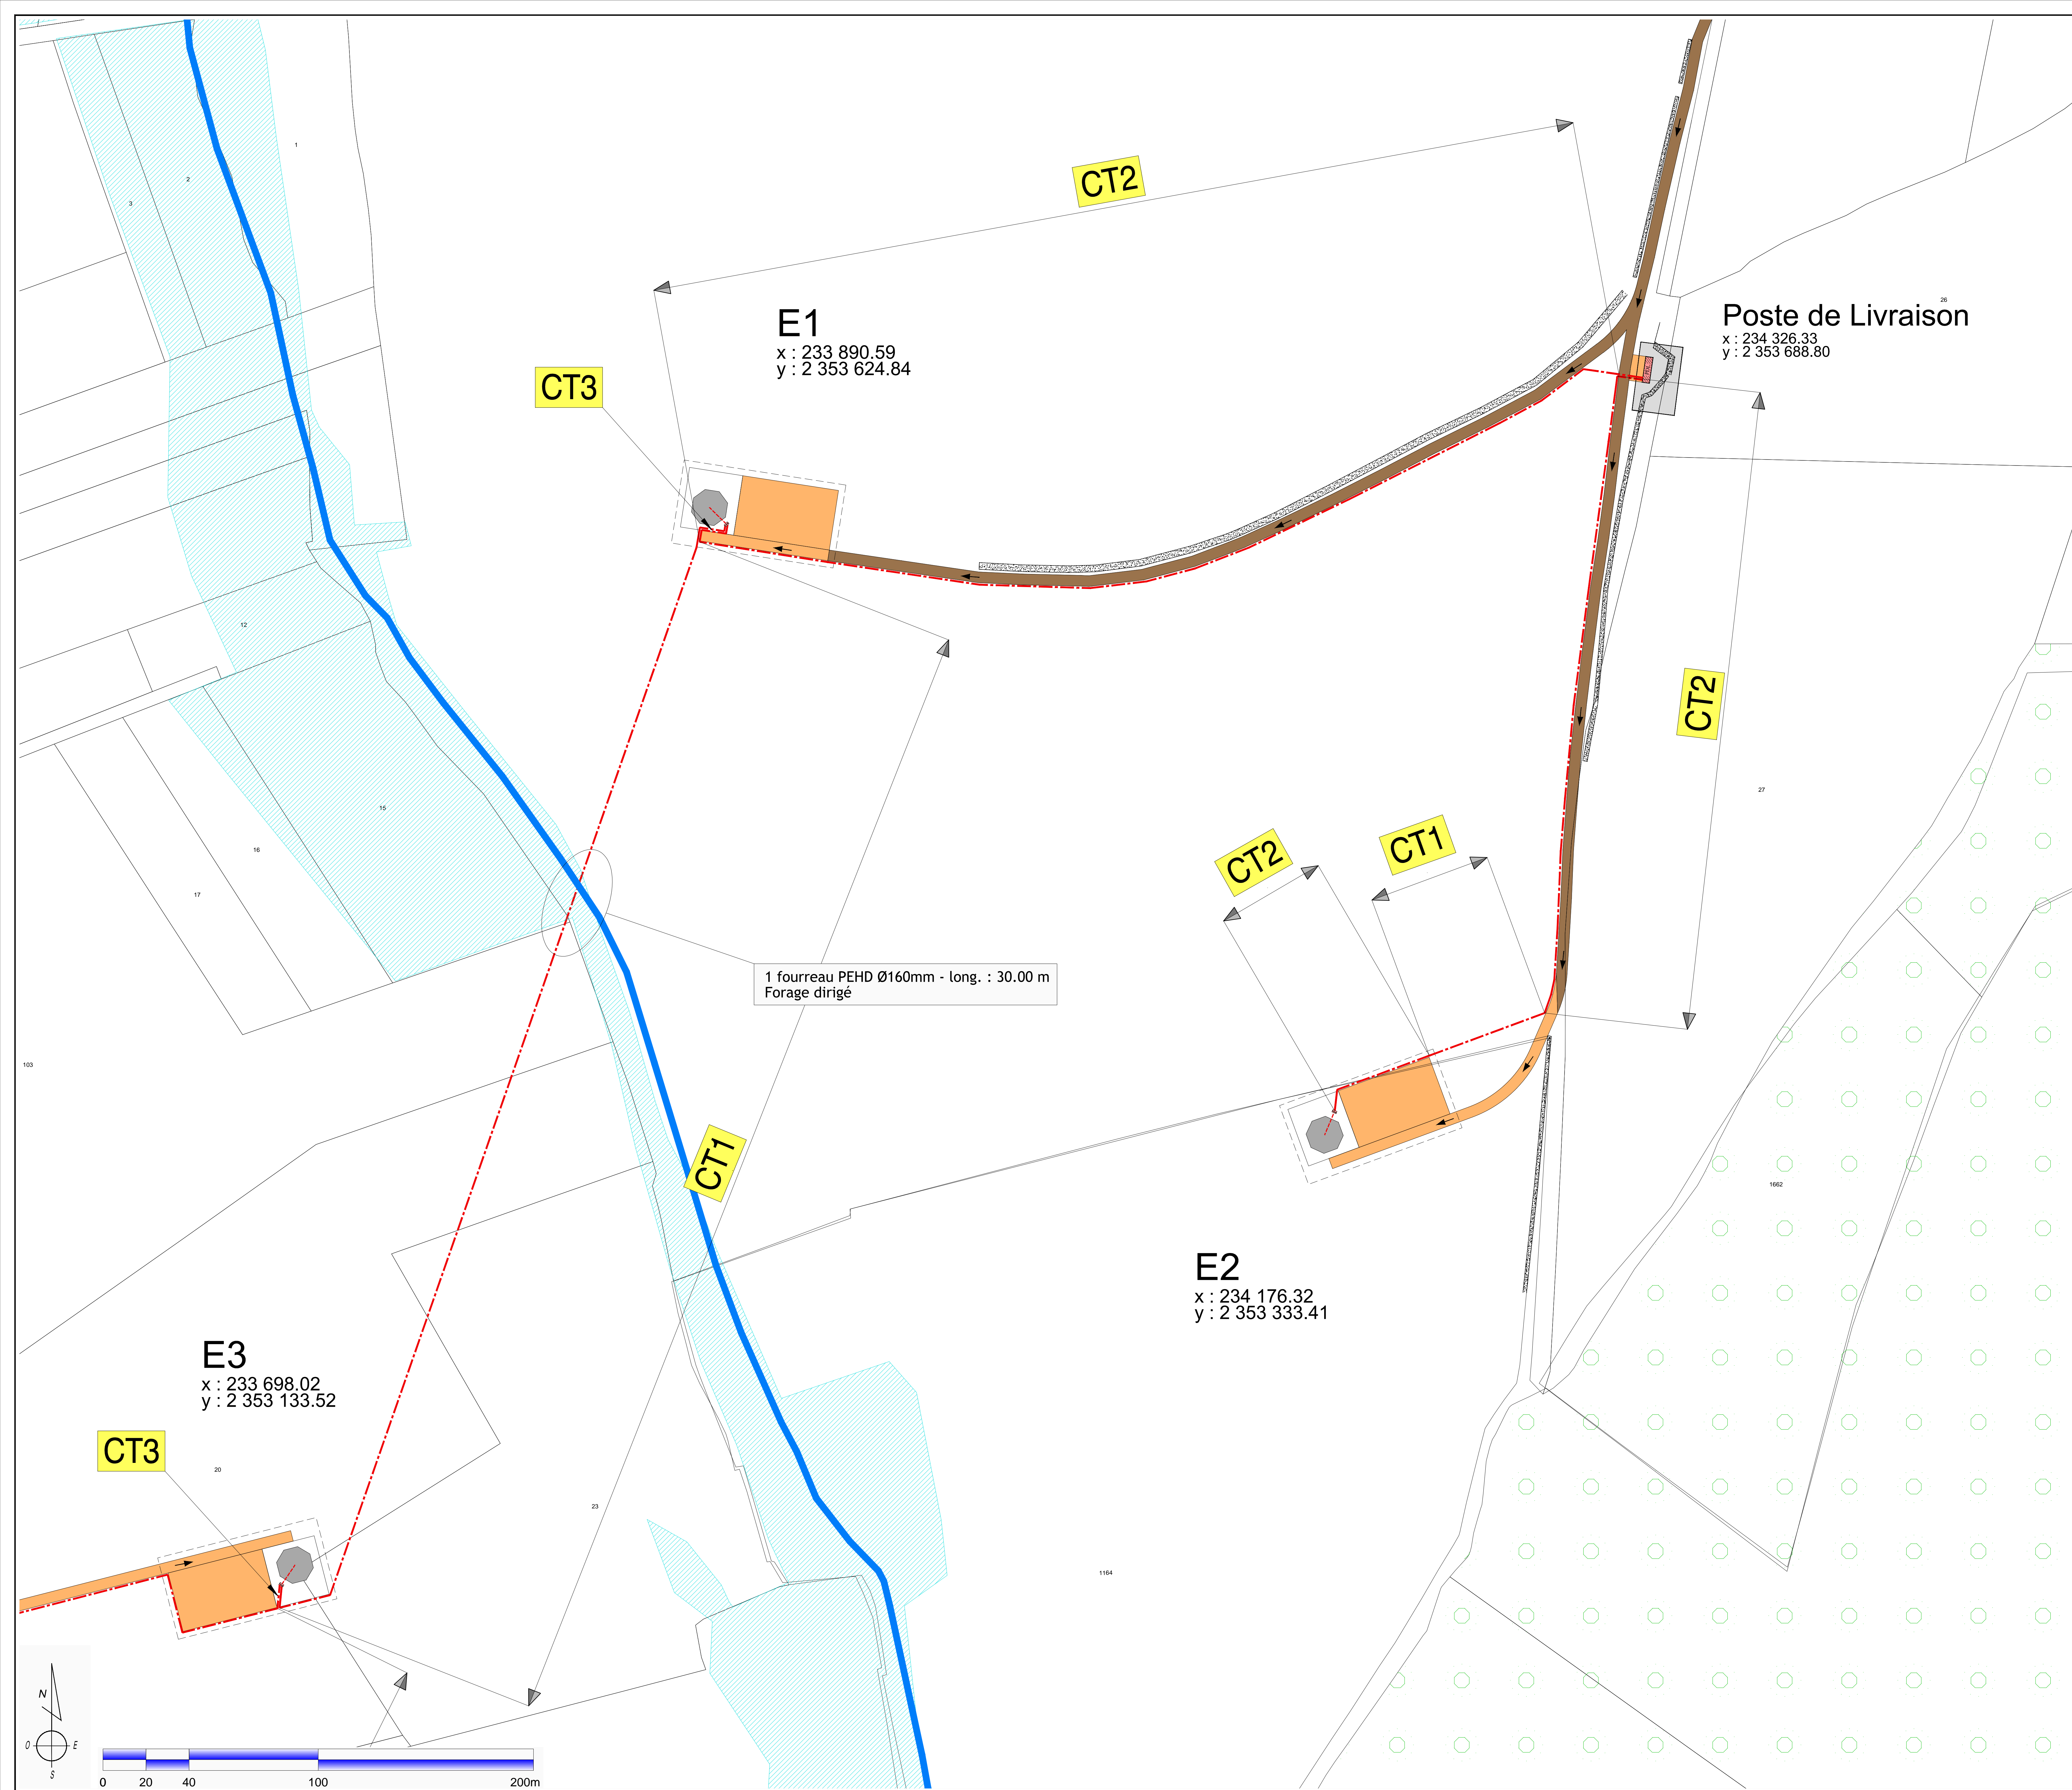 1
2
3
CT2
E1
x : 233 890.59
y : 2 353 624.84
26
Poste de Livraison
x : 234 326.33
y : 2 353 688.80
CT3
12
CT2
15
16
17
27
CT2
CT1
1 fourreau PEHD Ø160mm - long. : 30.00 m
Forage dirigé
103
CT1
1662
E2
x : 234 176.32
y : 2 353 333.41
E3
x : 233 698.02
y : 2 353 133.52
CT3
20
23
1164
N
O
E
S
0 20 40 100 200m